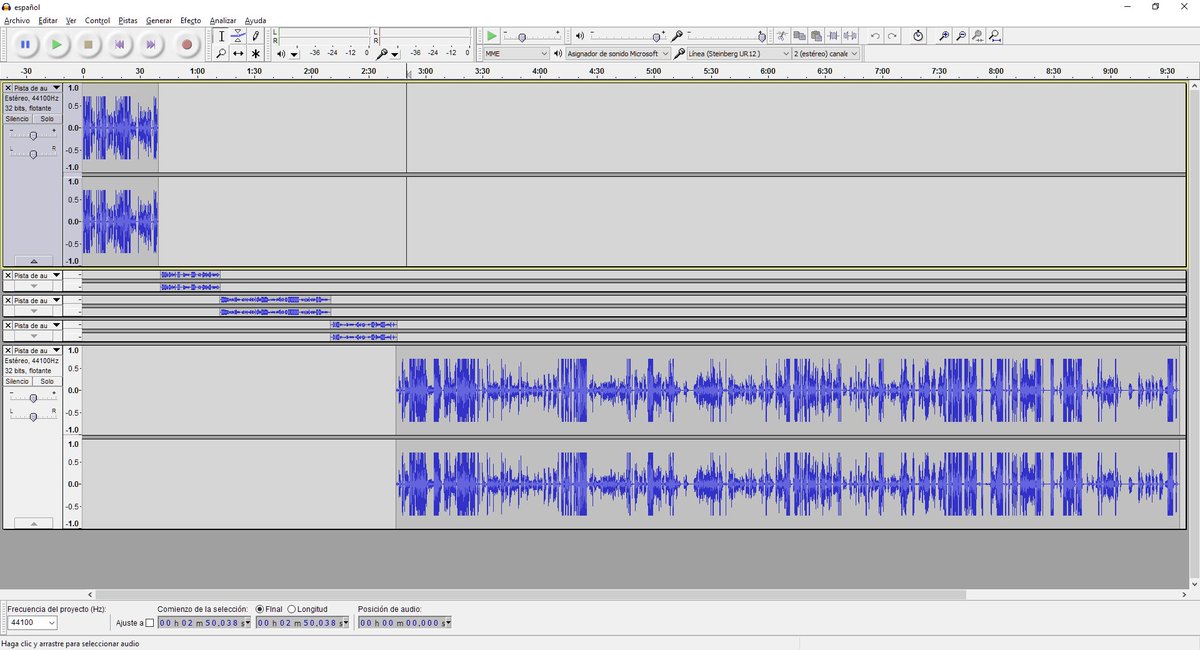 español
Archivo Editar Ver Control Pistas Generar Efecto Analizar Ayuda
L
R
-36 -24 -12 0
L
R
-36 -24 -12 0
MME
Asignador de sonido Microsoft
Línea (Steinberg UR12 )
2 (estéreo) canale
-30 0 30 1:00 1:30 2:00 2:30 3:00 3:30 4:00 4:30 5:00 5:30 6:00 6:30 7:00 7:30 8:00 8:30 9:00 9:30
Pista de au
Estéreo, 44100Hz
32 bits, flotante
Silencio Solo
- +
L R
1.0
0.5-
0.0-
-0.5-
-1.0
1.0
0.5-
0.0-
-0.5-
-1.0
Pista de au
Pista de au
Pista de au
Pista de au
Estéreo, 44100Hz
32 bits, flotante
Silencio Solo
- +
L R
1.0
0.5-
0.0-
-0.5-
-1.0
1.0
0.5-
0.0-
-0.5-
-1.0
Frecuencia del proyecto (Hz):
44100
Ajuste a
Comienzo de la selección:
Final Longitud
Posición de audio:
00 h 02 m 50,038 s
00 h 02 m 50,038 s
00 h 00 m 00,000 s
Haga clic y arrastre para seleccionar audio